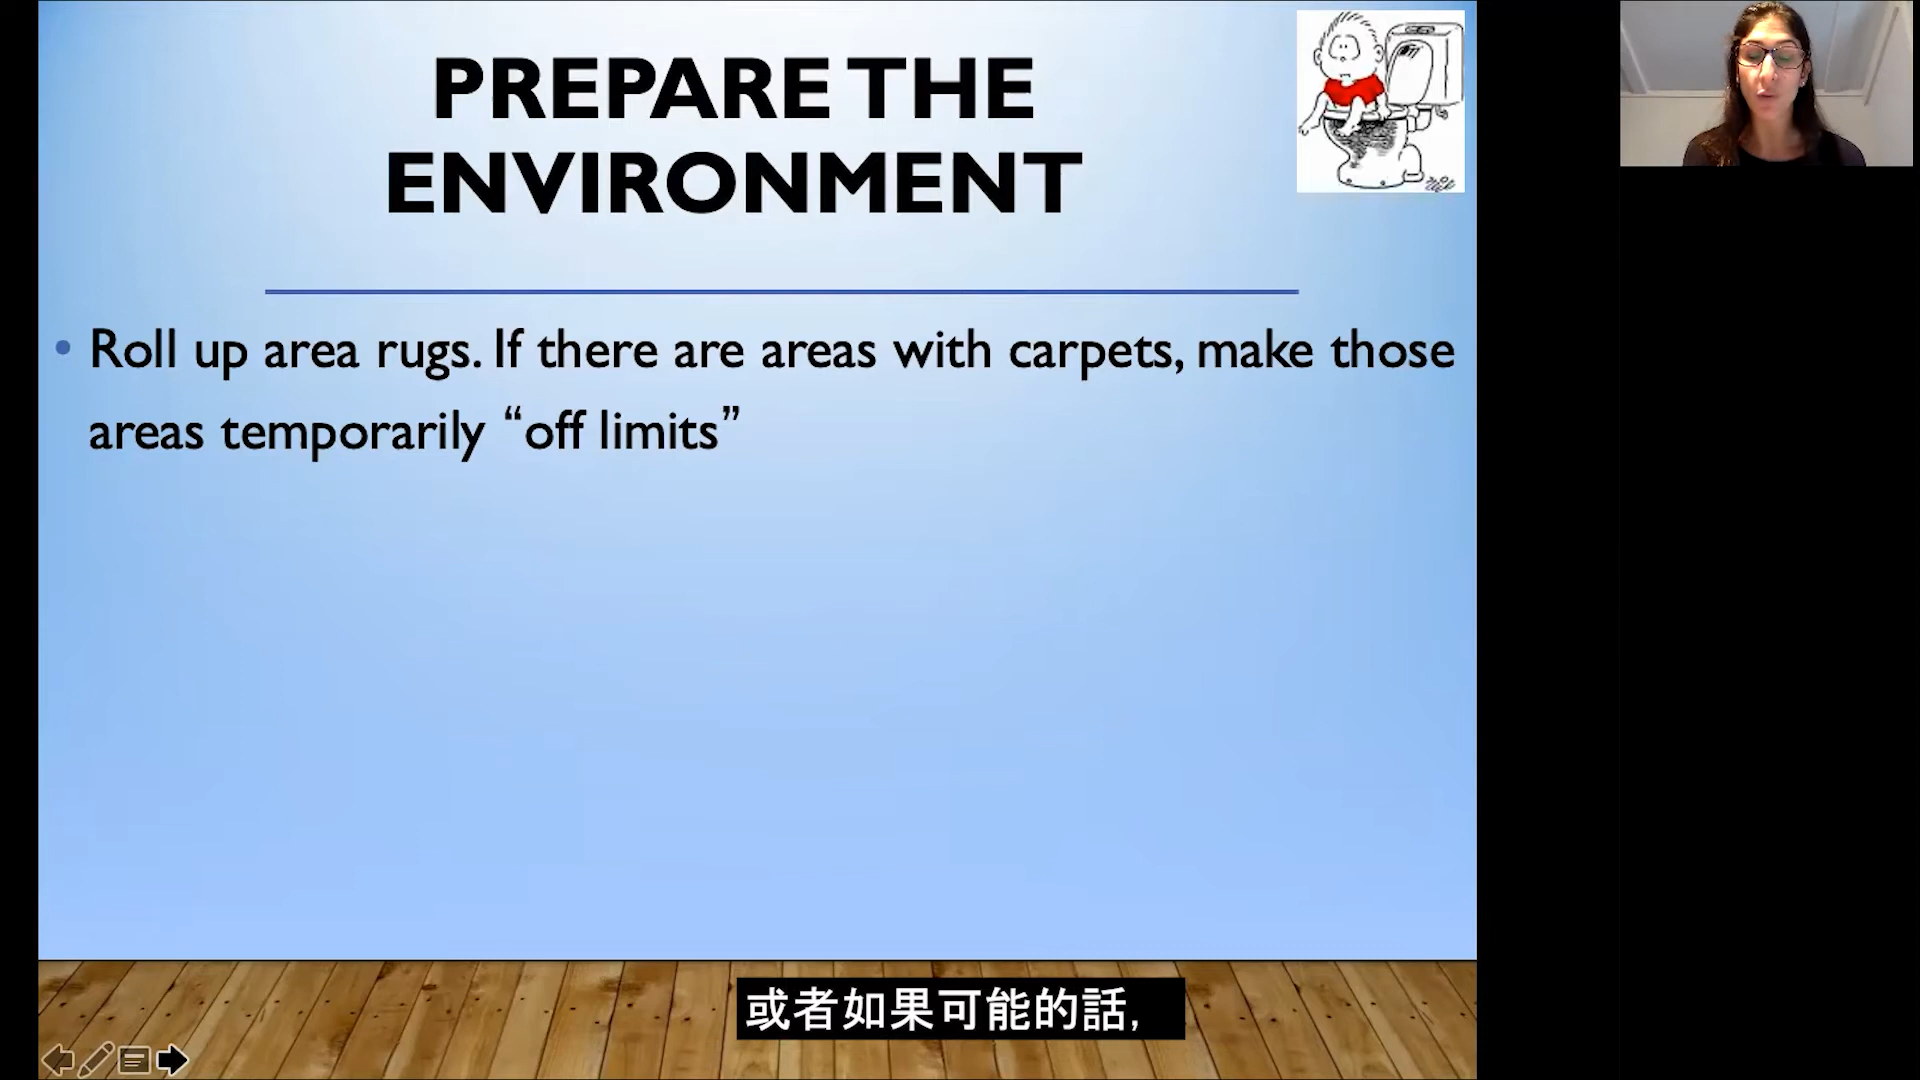 PREPARE THE
ENVIRONMENT
• Roll up area rugs. If there are areas with carpets, make those
areas temporarily “off limits”
或者如果可能的話,